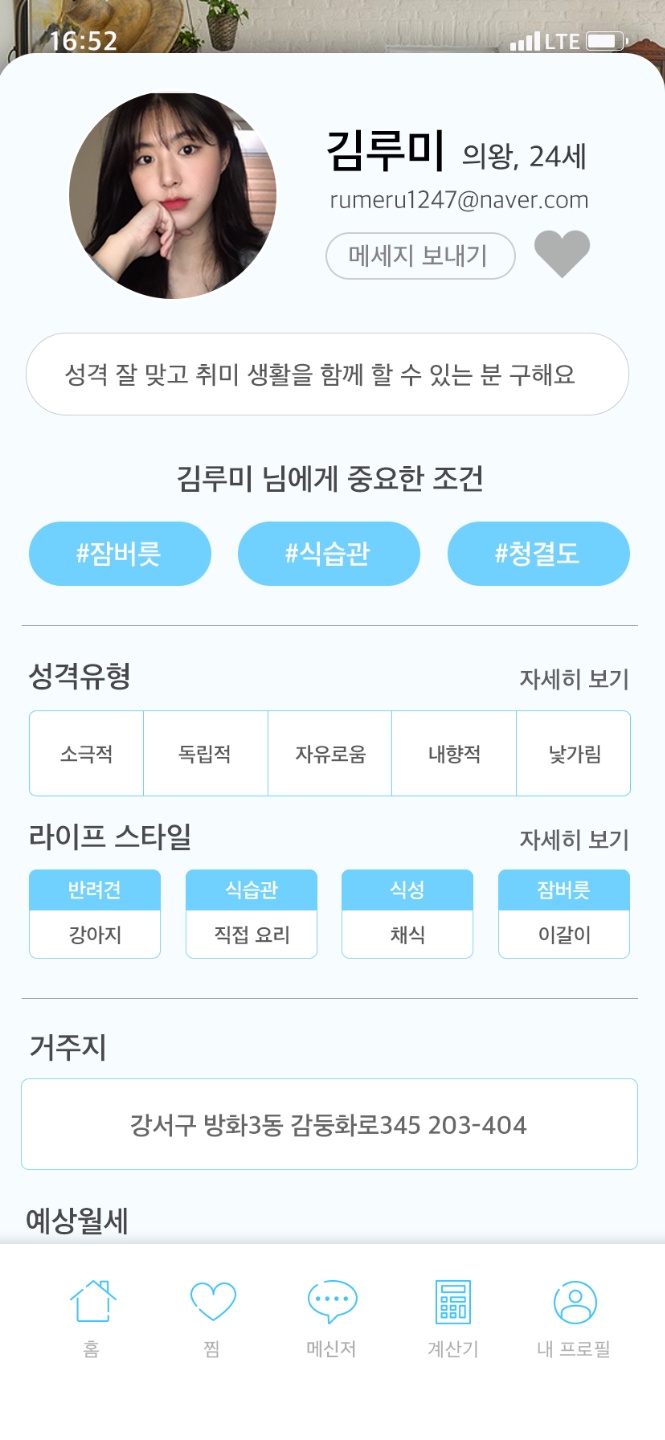 16:52 LTE
김루미 의왕, 24세
rumeru1247@naver.com
메세지 보내기
성격 잘 맞고 취미 생활을 함께 할 수 있는 분 구해요
김루미 님에게 중요한 조건
#잠버릇 #식습관 #청결도
성격유형 자세히 보기
소극적 독립적 자유로움 내향적 낯가림
라이프 스타일 자세히 보기
반려견 식습관 식성 잠버릇
강아지 직접 요리 채식 이갈이
거주지
강서구 방화3동 감둥화로345 203-404
예상월세
홈 찜 메신저 계산기 내 프로필